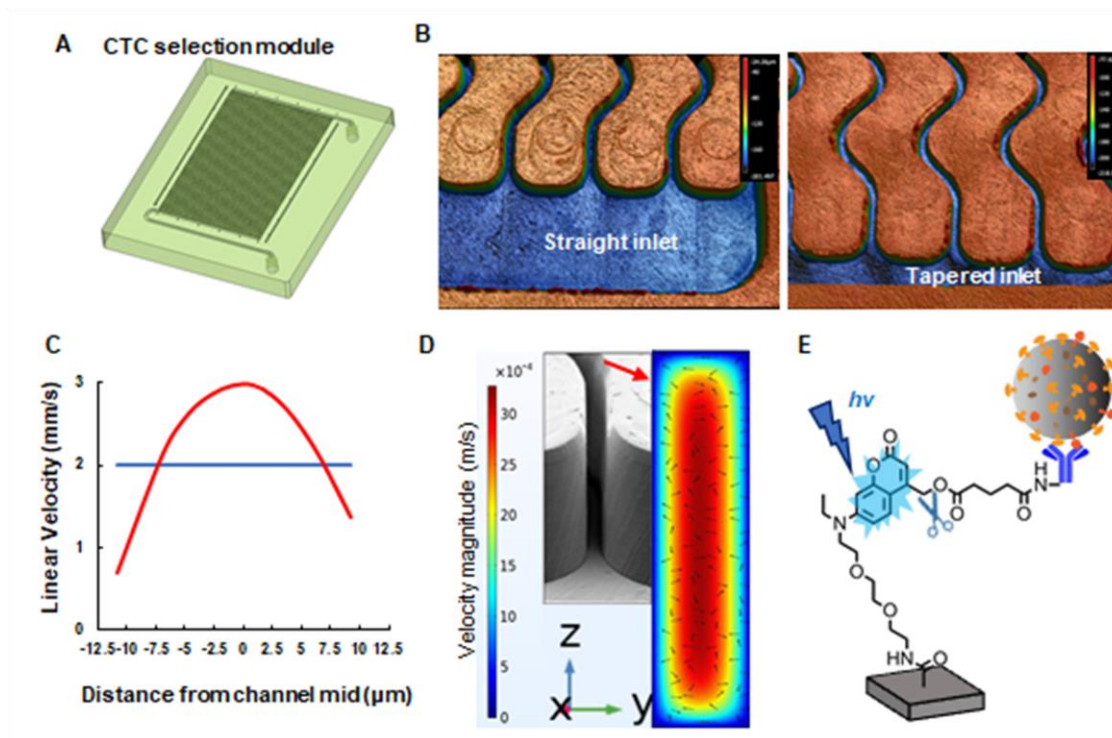 A CTC selection module
B
Straight inlet
Tapered inlet
C
Linear Velocity (mm/s)
3
2
1
0
-12.5-10 -7.5 -5 -2.5 0 2.5 5 7.5 10 12.5
Distance from channel mid (µm)
D
×10⁻⁴
30
25
20
15
10
5
0
Velocity magnitude (m/s)
z
x
y
E
hv
O
O
O
O
O
H
N
N
O
O
HN
O